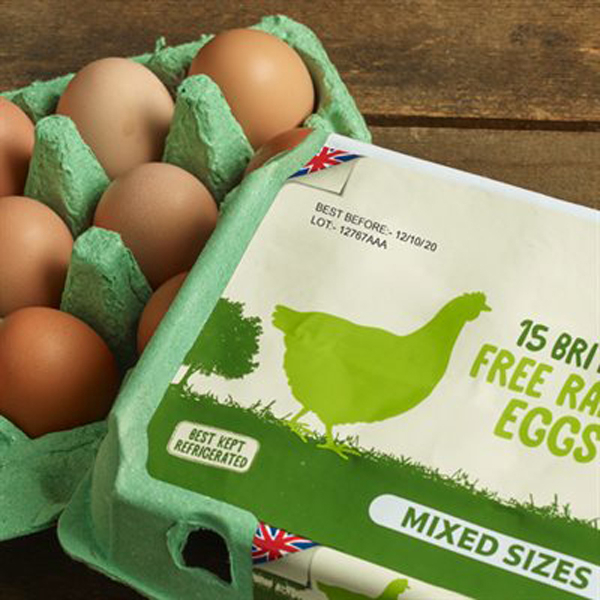 BEST BEFORE:- 12/10/20
LOT:- 12767AAA
15 BRI
FREE RA
EGGS
BEST KEPT
REFRIGERATED
MIXED SIZES